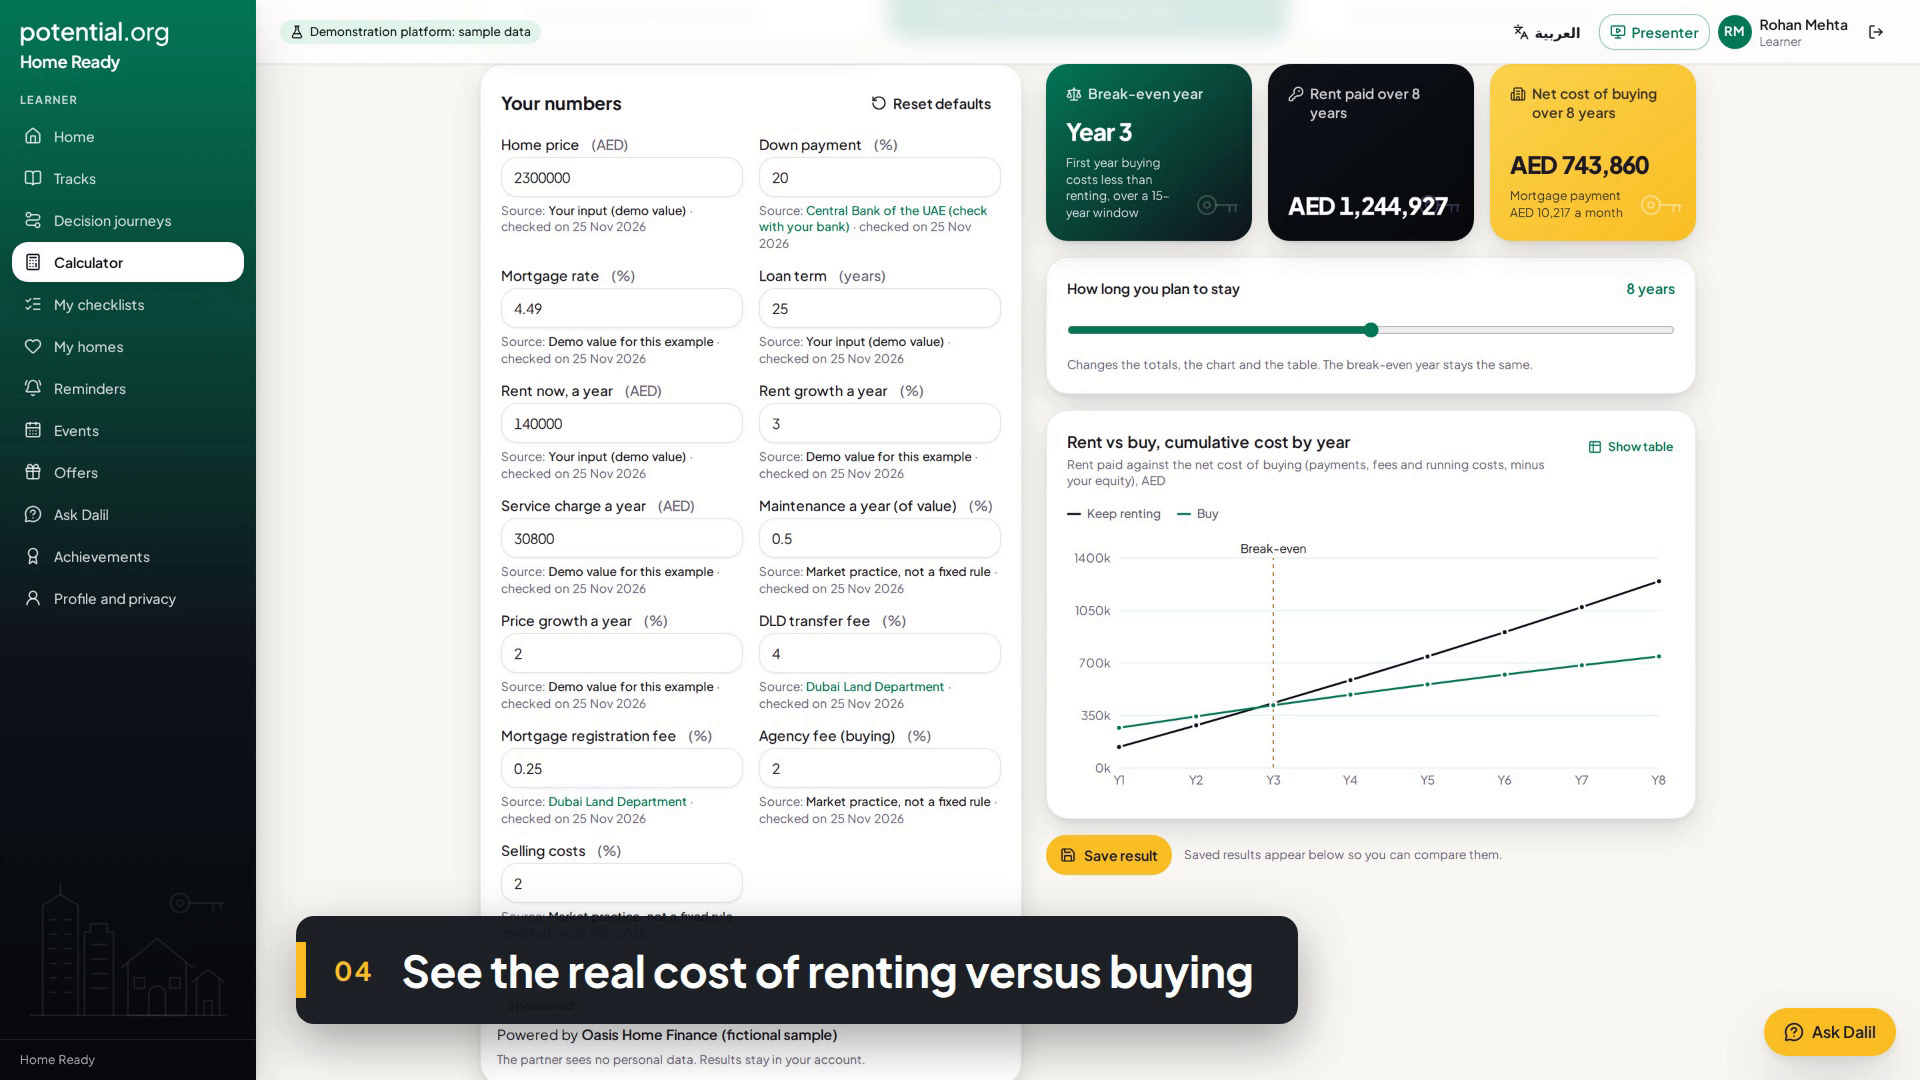 potential.org
Home Ready
LEARNER
Home
Tracks
Decision journeys
Calculator
My checklists
My homes
Reminders
Events
Offers
Ask Dalil
Achievements
Profile and privacy
Home Ready
Demonstration platform: sample data
العربية
Presenter
RM
Rohan Mehta
Learner
Your numbers
Reset defaults
Home price (AED)
2300000
Source: Your input (demo value) ·
checked on 25 Nov 2026
Down payment (%)
20
Source: Central Bank of the UAE (check
with your bank) · checked on 25 Nov
2026
Mortgage rate (%)
4.49
Source: Demo value for this example ·
checked on 25 Nov 2026
Loan term (years)
25
Source: Your input (demo value) ·
checked on 25 Nov 2026
Rent now, a year (AED)
140000
Source: Your input (demo value) ·
checked on 25 Nov 2026
Rent growth a year (%)
3
Source: Demo value for this example ·
checked on 25 Nov 2026
Service charge a year (AED)
30800
Source: Demo value for this example ·
checked on 25 Nov 2026
Maintenance a year (of value) (%)
0.5
Source: Market practice, not a fixed rule ·
checked on 25 Nov 2026
Price growth a year (%)
2
Source: Demo value for this example ·
checked on 25 Nov 2026
DLD transfer fee (%)
4
Source: Dubai Land Department ·
checked on 25 Nov 2026
Mortgage registration fee (%)
0.25
Source: Dubai Land Department ·
checked on 25 Nov 2026
Agency fee (buying) (%)
2
Source: Market practice, not a fixed rule ·
checked on 25 Nov 2026
Selling costs (%)
2
Source: Market practice, not a fixed rule
checked on 25 Nov 2026
04 See the real cost of renting versus buying
Sponsored
Powered by Oasis Home Finance (fictional sample)
The partner sees no personal data. Results stay in your account.
Break-even year
Year 3
First year buying
costs less than
renting, over a 15-
year window
Rent paid over 8
years
AED 1,244,927
Net cost of buying
over 8 years
AED 743,860
Mortgage payment
AED 10,217 a month
How long you plan to stay
8 years
Changes the totals, the chart and the table. The break-even year stays the same.
Rent vs buy, cumulative cost by year
Show table
Rent paid against the net cost of buying (payments, fees and running costs, minus
your equity), AED
Keep renting
Buy
Break-even
1400k
1050k
700k
350k
0k
Y1 Y2 Y3 Y4 Y5 Y6 Y7 Y8
Save result
Saved results appear below so you can compare them.
Ask Dalil